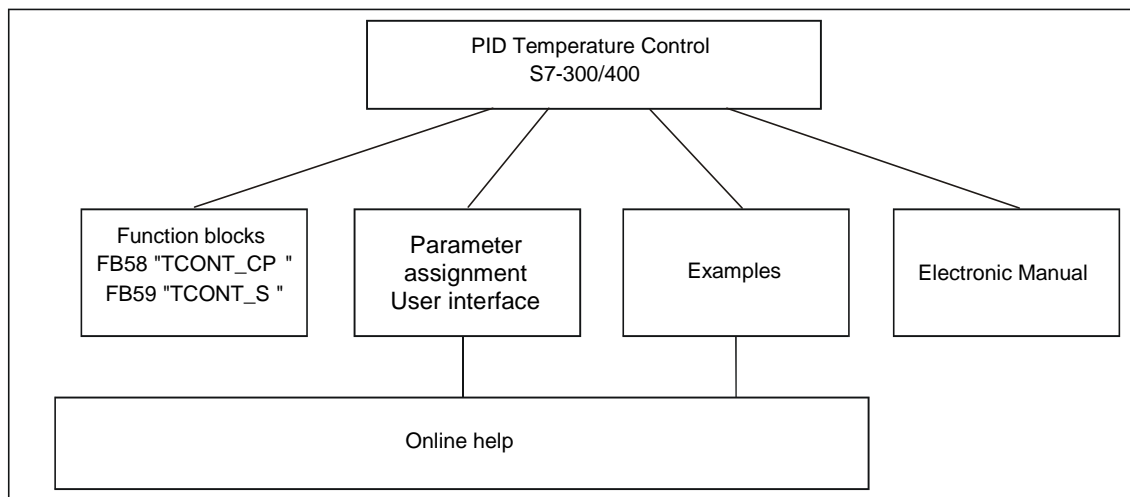 PID Temperature Control
S7-300/400
Function blocks
FB58 "TCONT_CP "
FB59 "TCONT_S "
Parameter
assignment
User interface
Examples
Electronic Manual
Online help